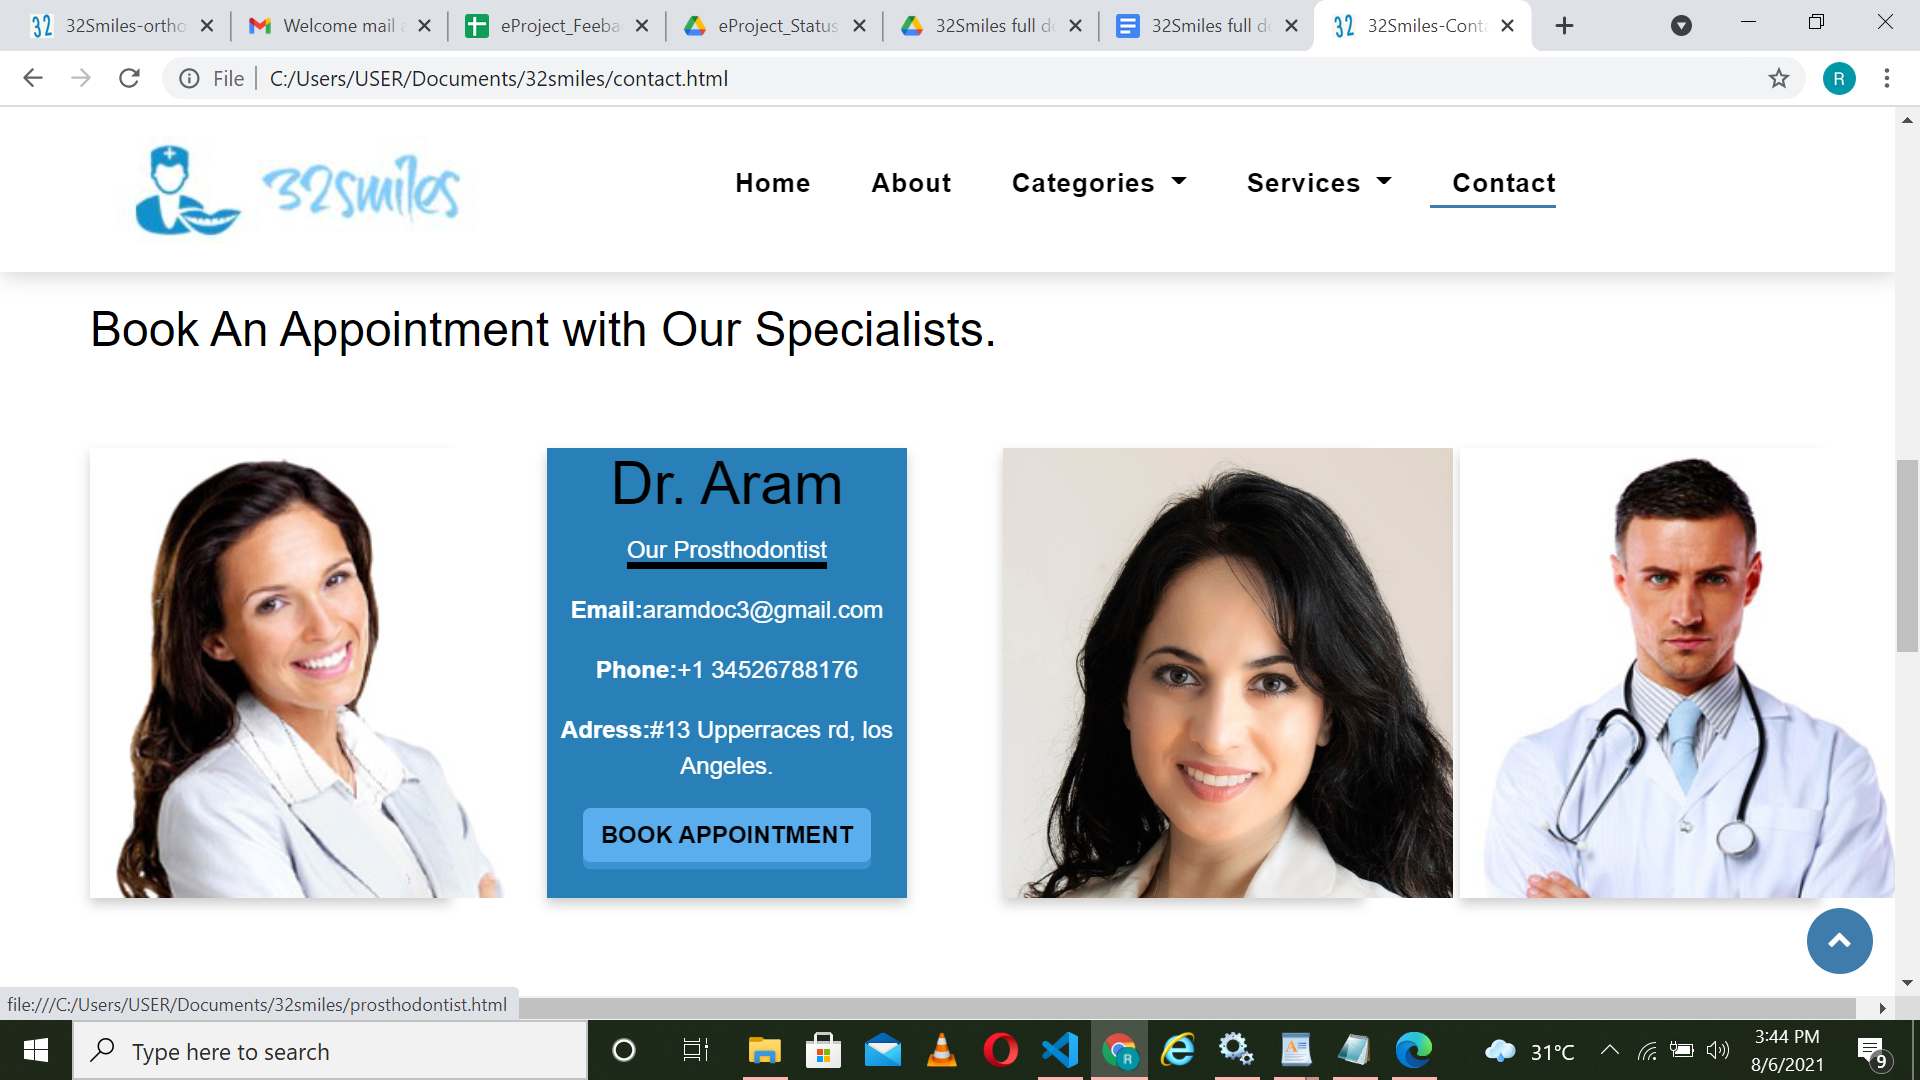 32Smiles-ortho
Welcome mail a
eProject_Feeba
eProject_Status
32Smiles full do
32Smiles full do
32Smiles-Conta
File
C:/Users/USER/Documents/32smiles/contact.html
R
32smiles
Home
About
Categories
Services
Contact
Book An Appointment with Our Specialists.
Dr. Aram
Our Prosthodontist
Email:aramdoc3@gmail.com
Phone:+1 34526788176
Adress:#13 Upperraces rd, los
Angeles.
BOOK APPOINTMENT
file:///C:/Users/USER/Documents/32smiles/prosthodontist.html
Type here to search
R
31°C
3:44 PM
8/6/2021
9